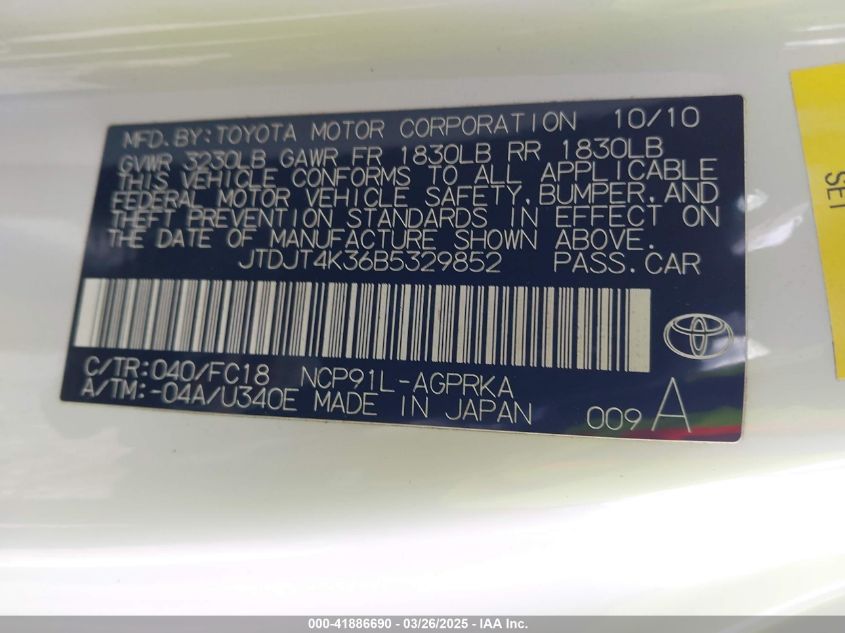 MFD.BY:TOYOTA MOTOR CORPORATION 10/10
GVWR 3230LB GAWR FR 1830LB RR 1830LB
THIS VEHICLE CONFORMS TO ALL APPLICABLE
FEDERAL MOTOR VEHICLE SAFETY,BUMPER,AND
THEFT PREVENTION STANDARDS IN EFFECT ON
THE DATE OF MANUFACTURE SHOWN ABOVE.
JTDJT4K36B5329852 PASS.CAR
C/TR:040/FC18 NCP91L-AGPRKA
A/TM:-04A/U340E MADE IN JAPAN
009A
SET
000-41886690 - 03/26/2025 - IAA Inc.